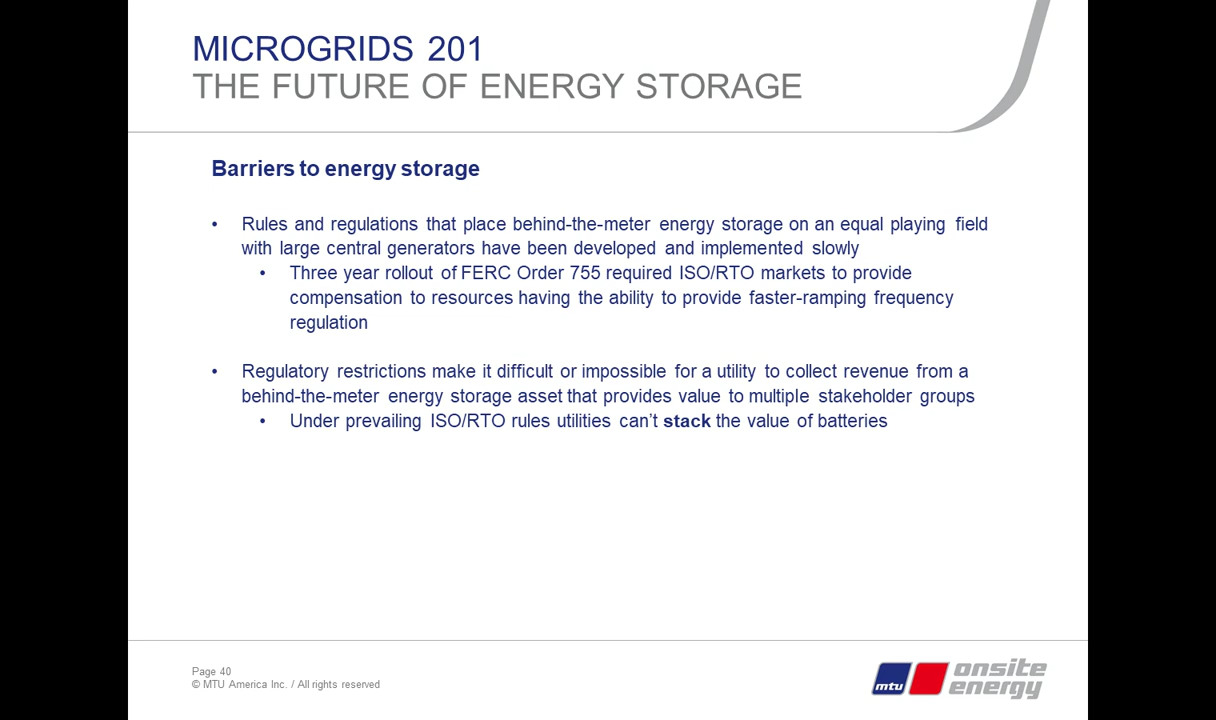 MICROGRIDS 201
THE FUTURE OF ENERGY STORAGE
Barriers to energy storage
• Rules and regulations that place behind-the-meter energy storage on an equal playing field
with large central generators have been developed and implemented slowly
• Three year rollout of FERC Order 755 required ISO/RTO markets to provide
compensation to resources having the ability to provide faster-ramping frequency
regulation
• Regulatory restrictions make it difficult or impossible for a utility to collect revenue from a
behind-the-meter energy storage asset that provides value to multiple stakeholder groups
• Under prevailing ISO/RTO rules utilities can’t stack the value of batteries
Page 40
© MTU America Inc. / All rights reserved
mtu
onsite
energy